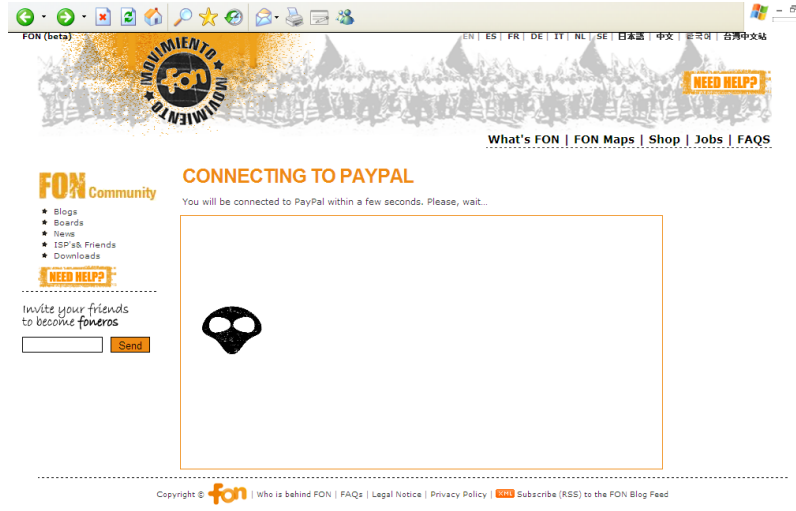 FON (beta)
EN | ES | FR | DE | IT | NL | SE | 日本語 | 中文 | 한국어 | 台灣中文站
MOVIMIENTO
fon
MOVIMIENTO
NEED HELP?
What's FON | FON Maps | Shop | Jobs | FAQS
FON Community
Blogs
Boards
News
ISP's& Friends
Downloads
NEED HELP?
Invite your friends
to become foneros
Send
CONNECTING TO PAYPAL
You will be connected to PayPal within a few seconds. Please, wait...
Copyright © fon | Who is behind FON | FAQs | Legal Notice | Privacy Policy | XML Subscribe (RSS) to the FON Blog Feed